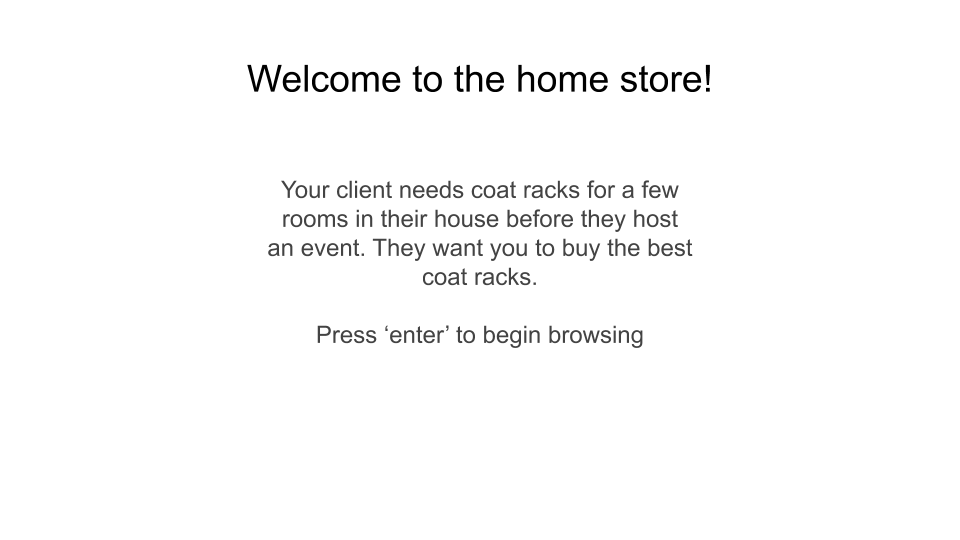 Welcome to the home store!
Your client needs coat racks for a few
rooms in their house before they host
an event. They want you to buy the best
coat racks.
Press ‘enter’ to begin browsing